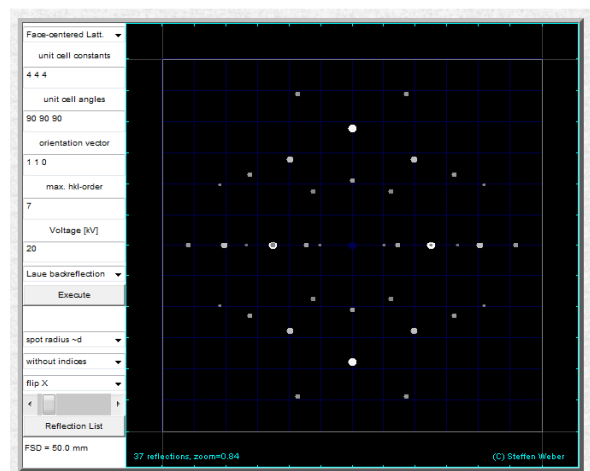 Face-centered Latt.
unit cell constants
4 4 4
unit cell angles
90 90 90
orientation vector
1 1 0
max. hkl-order
7
Voltage [kV]
20
Laue backreflection
Execute
spot radius ~d
without indices
flip X
Reflection List
FSD = 50.0 mm
37 reflections, zoom=0.84
(C) Steffen Weber